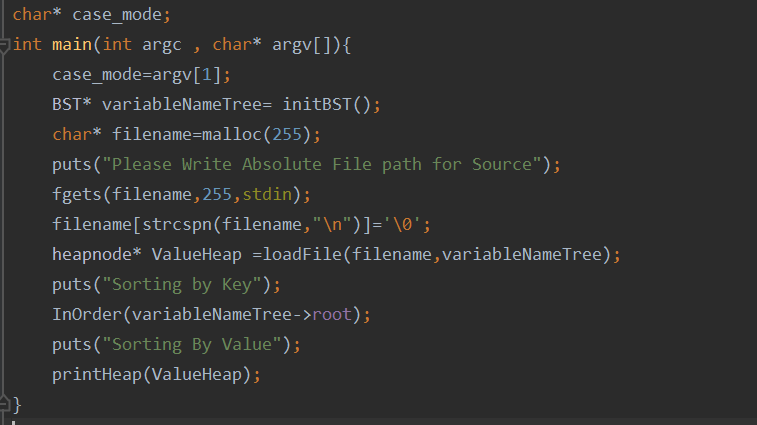 char* case_mode;
int main(int argc , char* argv[]){
    case_mode=argv[1];
    BST* variableNameTree= initBST();
    char* filename=malloc(255);
    puts("Please Write Absolute File path for Source");
    fgets(filename,255,stdin);
    filename[strcspn(filename,"\n")]='\0';
    heapnode* ValueHeap =loadFile(filename,variableNameTree);
    puts("Sorting by Key");
    InOrder(variableNameTree->root);
    puts("Sorting By Value");
    printHeap(ValueHeap);
}